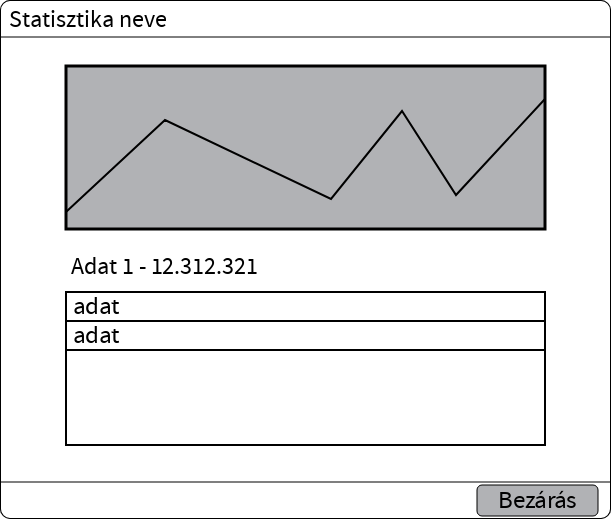 Statisztika neve
Adat 1 - 12.312.321
adat
adat
Bezárás